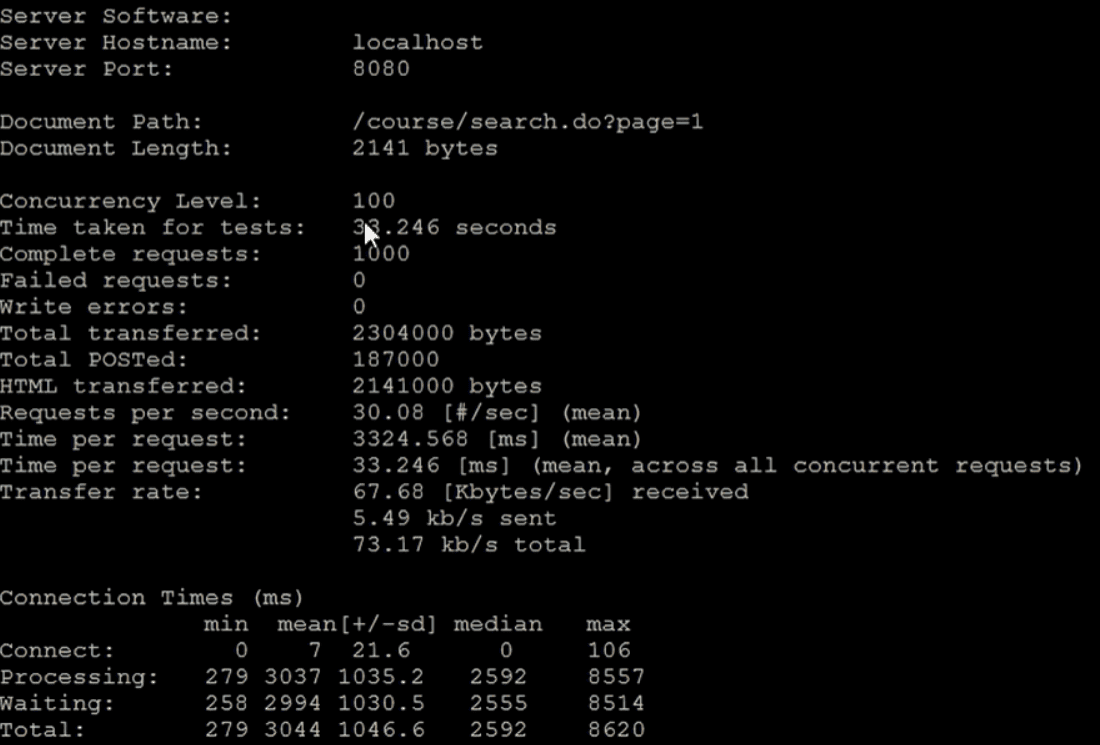 Server Software:
Server Hostname: localhost
Server Port: 8080
Document Path: /course/search.do?page=1
Document Length: 2141 bytes
Concurrency Level: 100
Time taken for tests: 33.246 seconds
Complete requests: 1000
Failed requests: 0
Write errors: 0
Total transferred: 2304000 bytes
Total POSTed: 187000
HTML transferred: 2141000 bytes
Requests per second: 30.08 [#/sec] (mean)
Time per request: 3324.568 [ms] (mean)
Time per request: 33.246 [ms] (mean, across all concurrent requests)
Transfer rate: 67.68 [Kbytes/sec] received
5.49 kb/s sent
73.17 kb/s total
Connection Times (ms)
min mean[+/-sd] median max
Connect: 0 7 21.6 0 106
Processing: 279 3037 1035.2 2592 8557
Waiting: 258 2994 1030.5 2555 8514
Total: 279 3044 1046.6 2592 8620